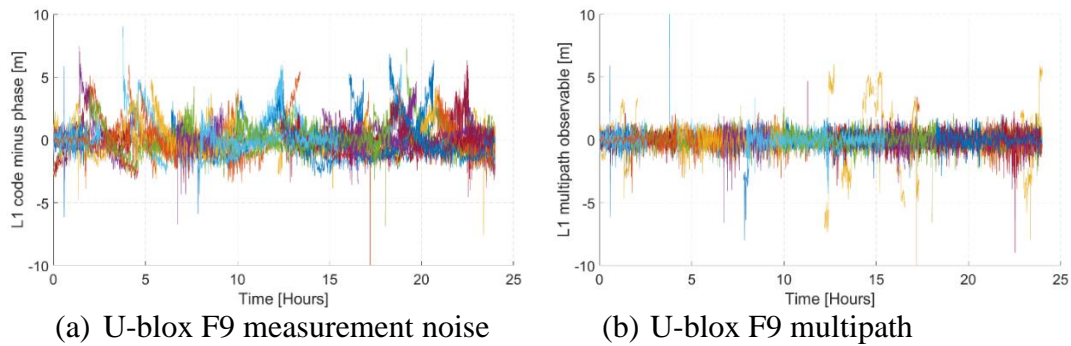 10
5
0
-5
-10
L1 code minus phase [m]
0 5 10 15 20 25
Time [Hours]
(a) U-blox F9 measurement noise
10
5
0
-5
-10
L1 multipath observable [m]
0 5 10 15 20 25
Time [Hours]
(b) U-blox F9 multipath